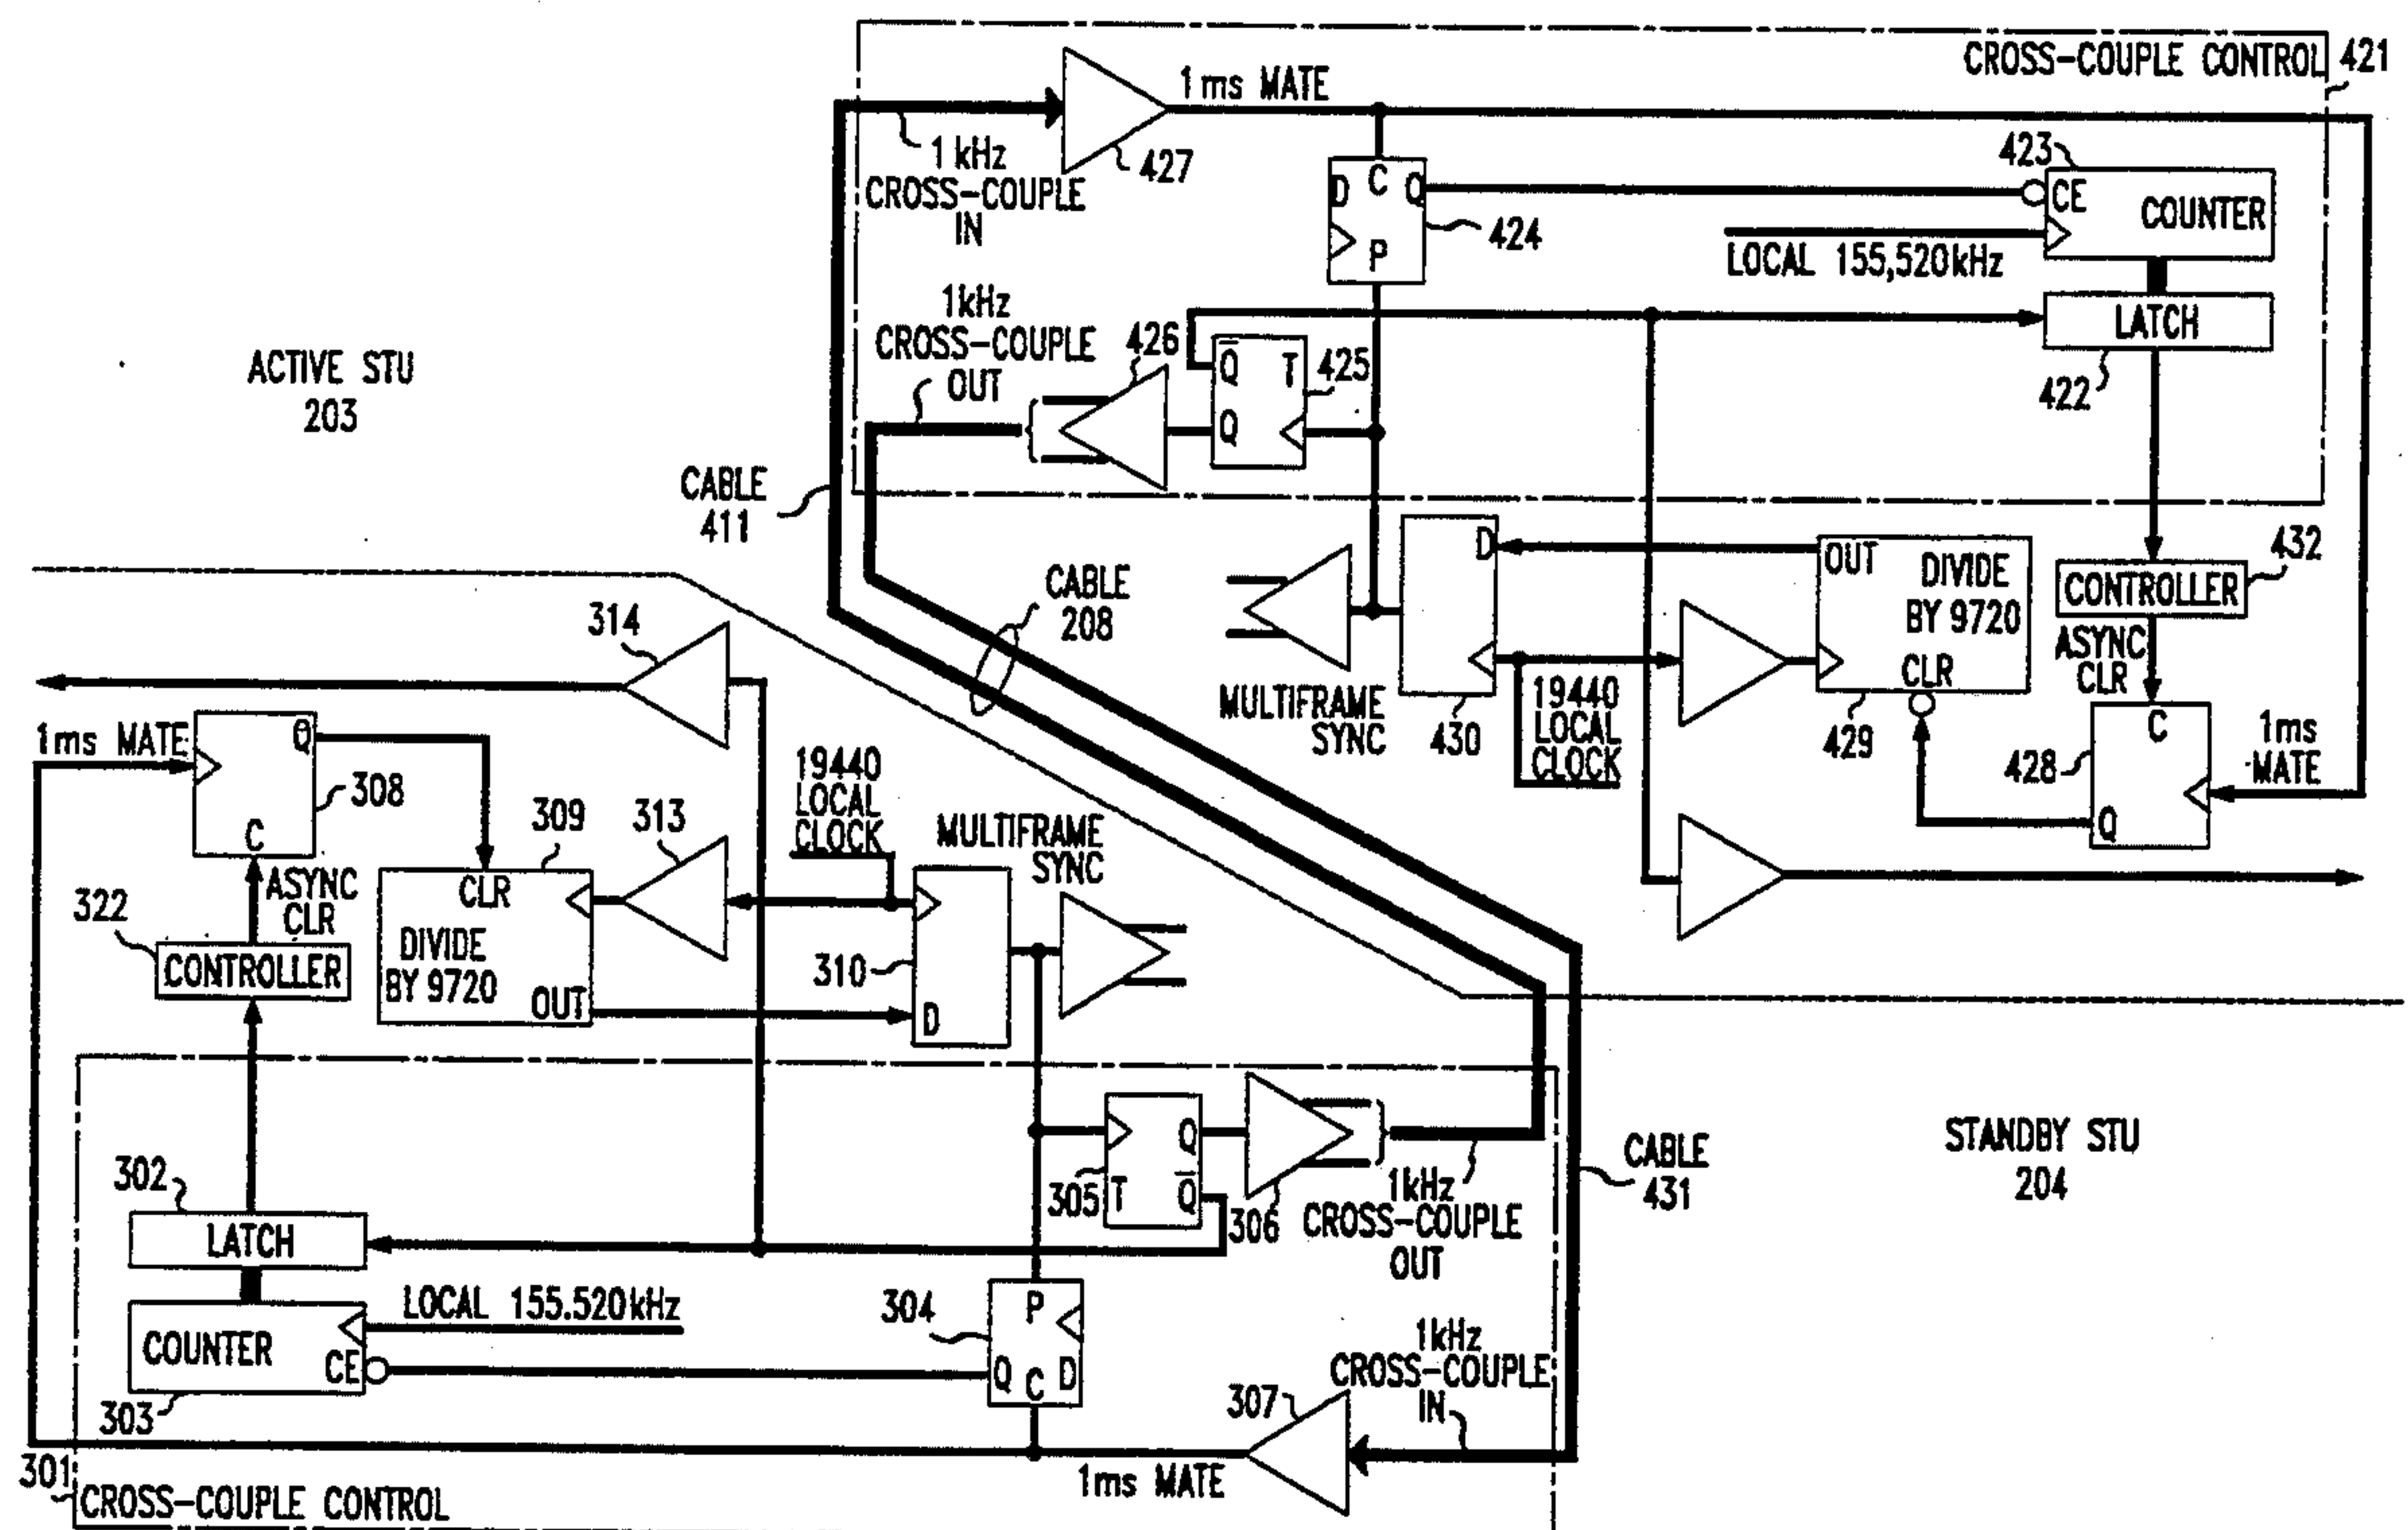 CROSS-COUPLE CONTROL
421
1ms MATE
1 kHz
CROSS-COUPLE
IN
427
D
C
Q
P
424
423
CE
COUNTER
LOCAL 155,520kHz
LATCH
422
1kHz
CROSS-COUPLE
OUT
426
Q̅
T
Q
425
ACTIVE STU
203
CABLE
411
CABLE
208
D
OUT
DIVIDE
BY 9720
CLR
432
CONTROLLER
ASYNC
CLR
MULTIFRAME
SYNC
430
19440
LOCAL
CLOCK
429
C
428
Q
1ms
MATE
314
1ms MATE
Q
308
C
ASYNC
CLR
322
CONTROLLER
309
CLR
DIVIDE
BY 9720
OUT
313
19440
LOCAL
CLOCK
MULTIFRAME
SYNC
310
D
302
LATCH
305
T
Q
Q̅
306
1kHz
CROSS-COUPLE
OUT
CABLE
431
STANDBY STU
204
COUNTER
CE
303
LOCAL 155.520kHz
304
P
Q
C
D
307
1kHz
CROSS-COUPLE
IN
1ms MATE
301
CROSS-COUPLE CONTROL